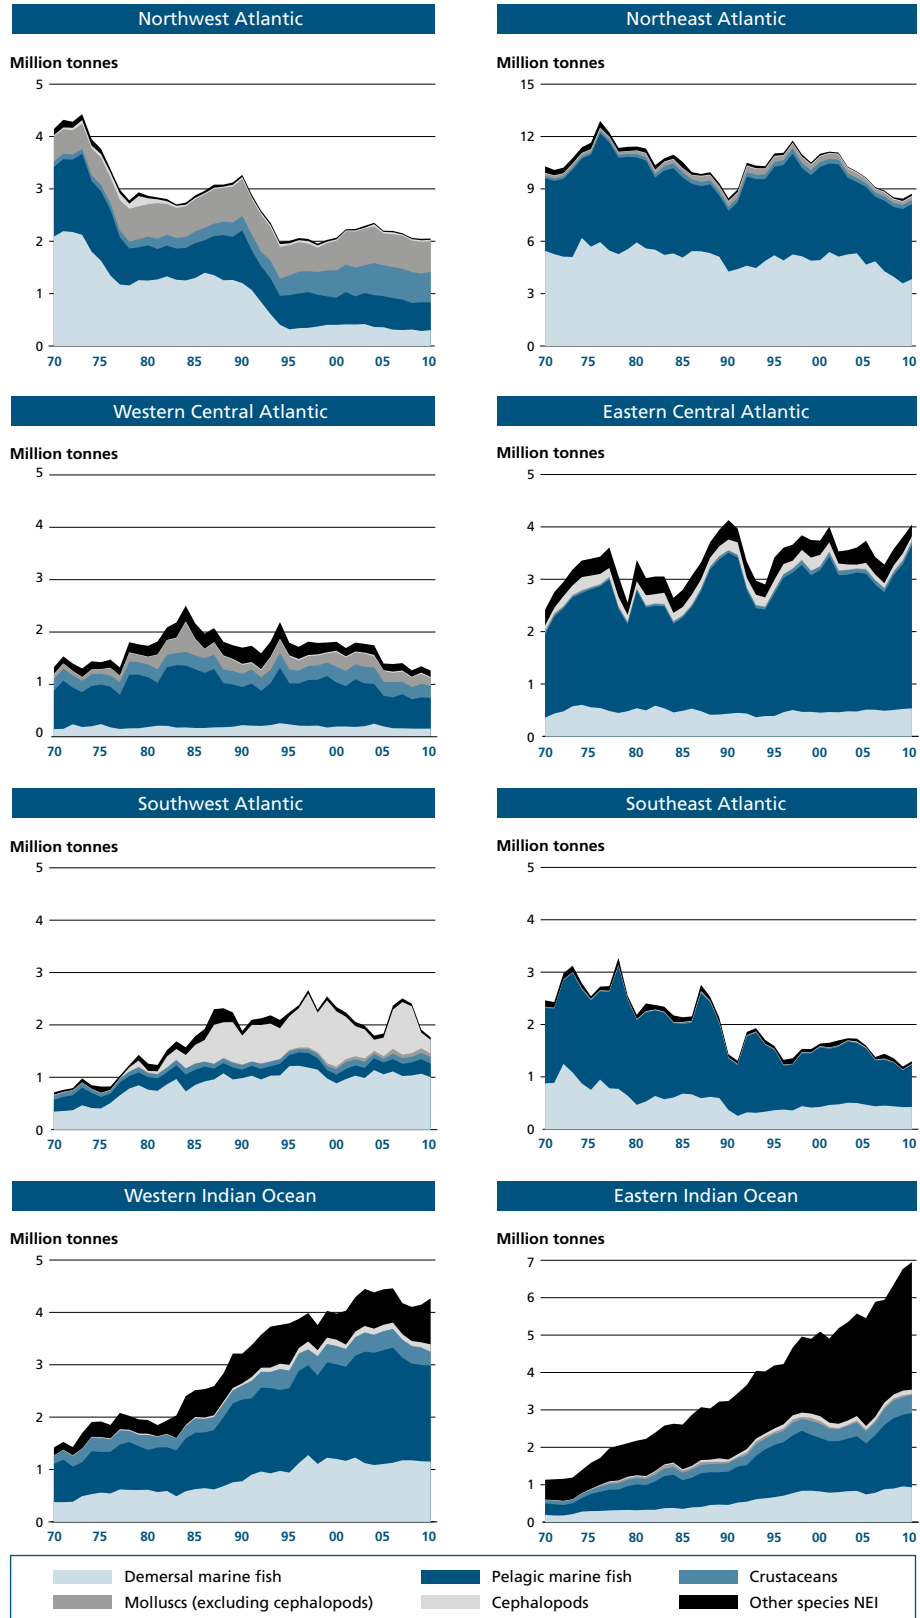 Northwest Atlantic
Million tonnes
5
4
3
2
1
0
70 75 80 85 90 95 00 05 10
Northeast Atlantic
Million tonnes
15
12
9
6
3
0
70 75 80 85 90 95 00 05 10
Western Central Atlantic
Million tonnes
5
4
3
2
1
0
70 75 80 85 90 95 00 05 10
Eastern Central Atlantic
Million tonnes
5
4
3
2
1
0
70 75 80 85 90 95 00 05 10
Southwest Atlantic
Million tonnes
5
4
3
2
1
0
70 75 80 85 90 95 00 05 10
Southeast Atlantic
Million tonnes
5
4
3
2
1
0
70 75 80 85 90 95 00 05 10
Western Indian Ocean
Million tonnes
5
4
3
2
1
0
70 75 80 85 90 95 00 05 10
Eastern Indian Ocean
Million tonnes
7
6
5
4
3
2
1
0
70 75 80 85 90 95 00 05 10
Demersal marine fish Pelagic marine fish Crustaceans
Molluscs (excluding cephalopods) Cephalopods Other species NEI